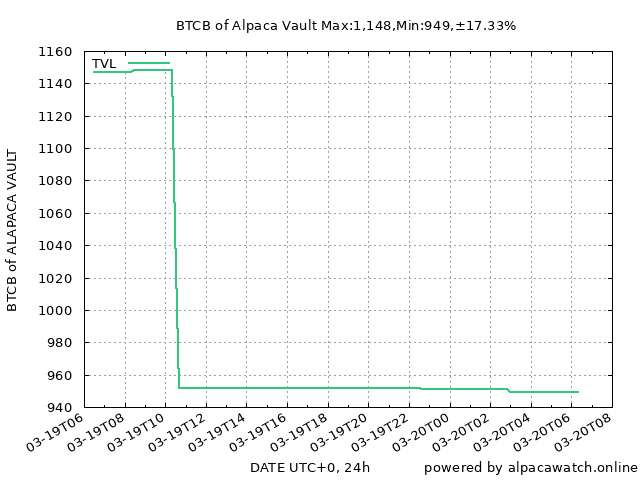 BTCB of Alpaca Vault Max:1,148,Min:949,±17.33%
TVL
1160
1140
1120
1100
1080
1060
1040
1020
1000
980
960
940
BTCB of ALAPACA VAULT
03-19T06
03-19T08
03-19T10
03-19T12
03-19T14
03-19T16
03-19T18
03-19T20
03-19T22
03-20T00
03-20T02
03-20T04
03-20T06
03-20T08
DATE UTC+0, 24h
powered by alpacawatch.online